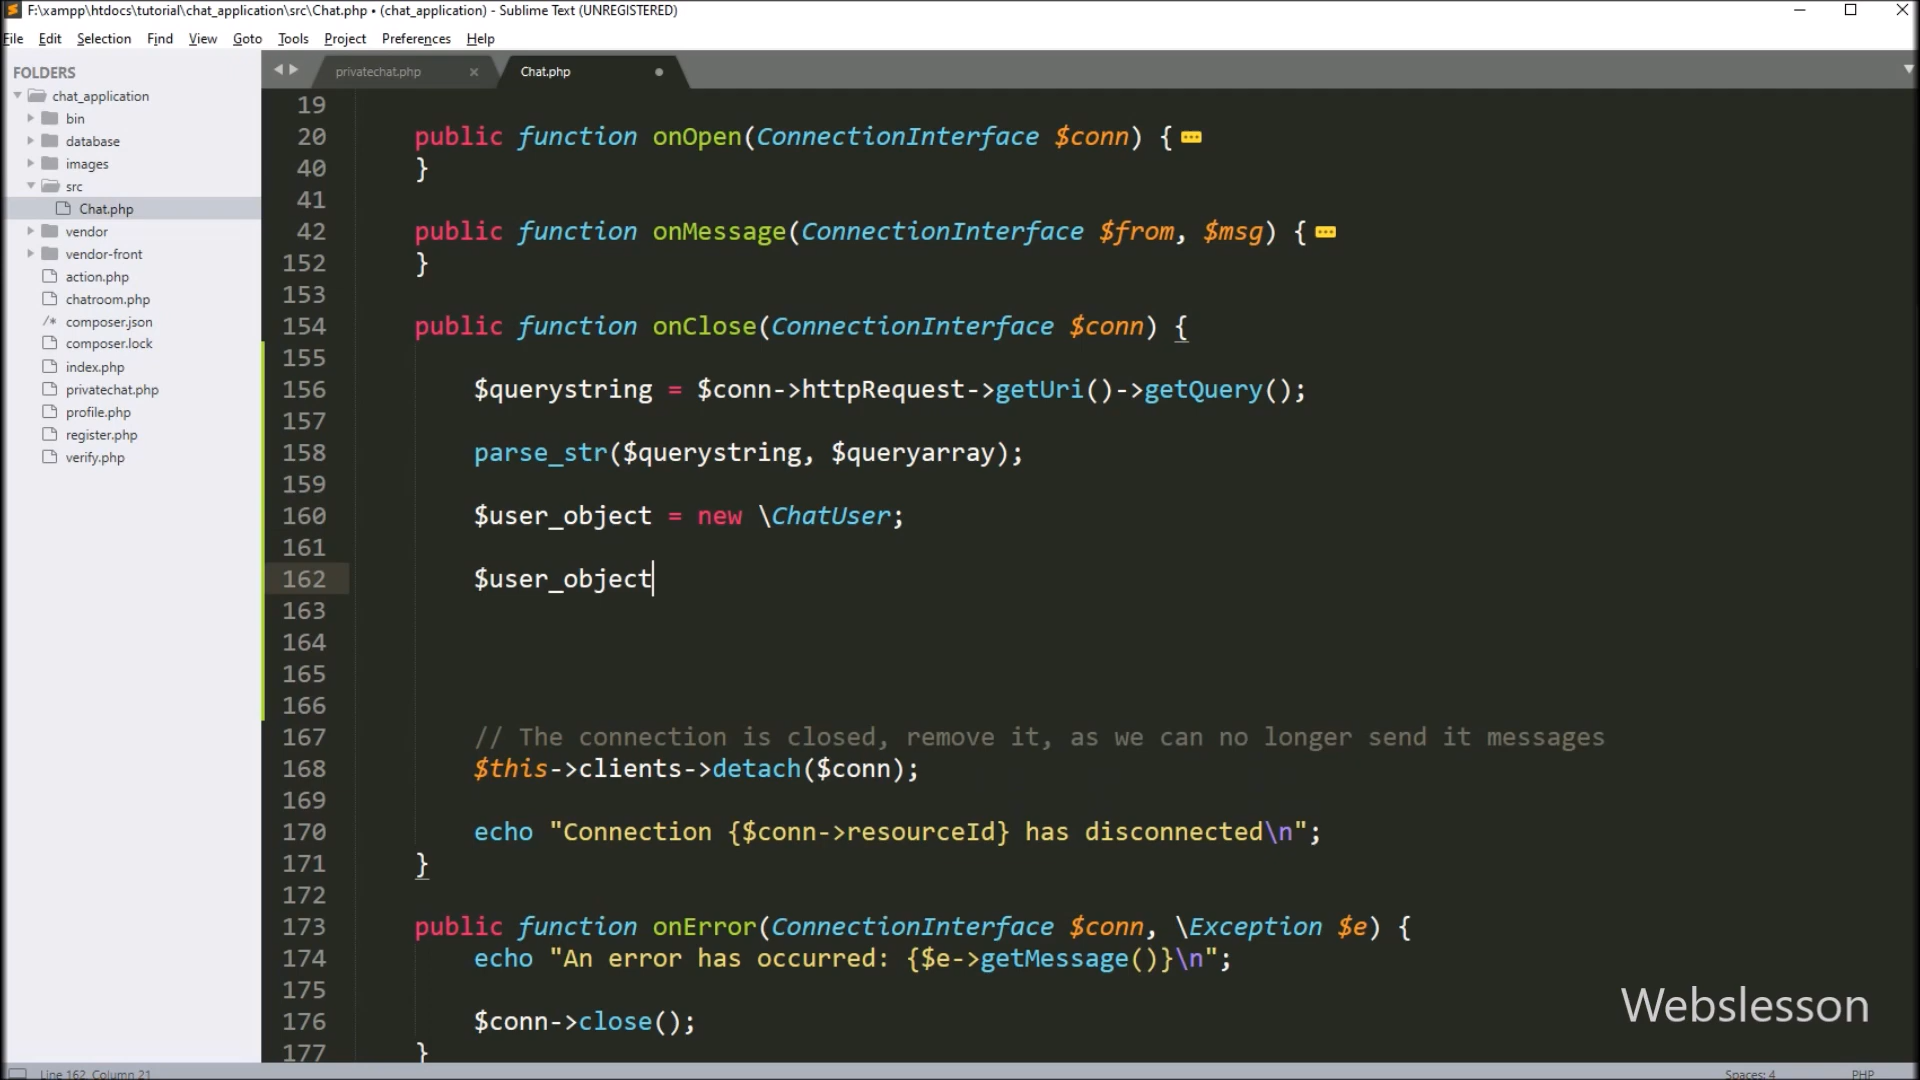 F:\xampp\htdocs\tutorial\chat_application\src\Chat.php • (chat_application) - Sublime Text (UNREGISTERED)
File Edit Selection Find View Goto Tools Project Preferences Help
FOLDERS
chat_application
bin
database
images
src
Chat.php
vendor
vendor-front
action.php
chatroom.php
/* composer.json
composer.lock
index.php
privatechat.php
profile.php
register.php
verify.php
privatechat.php × Chat.php
19
20 public function onOpen(ConnectionInterface $conn) {
40 }
41
42 public function onMessage(ConnectionInterface $from, $msg) {
152 }
153
154 public function onClose(ConnectionInterface $conn) {
155
156 $querystring = $conn->httpRequest->getUri()->getQuery();
157
158 parse_str($querystring, $queryarray);
159
160 $user_object = new \ChatUser;
161
162 $user_object
163
164
165
166
167 // The connection is closed, remove it, as we can no longer send it messages
168 $this->clients->detach($conn);
169
170 echo "Connection {$conn->resourceId} has disconnected\n";
171 }
172
173 public function onError(ConnectionInterface $conn, \Exception $e) {
174 echo "An error has occurred: {$e->getMessage()}\n";
175
176 $conn->close();
177 }
Webslesson
Line 162, Column 21 Spaces: 4 PHP